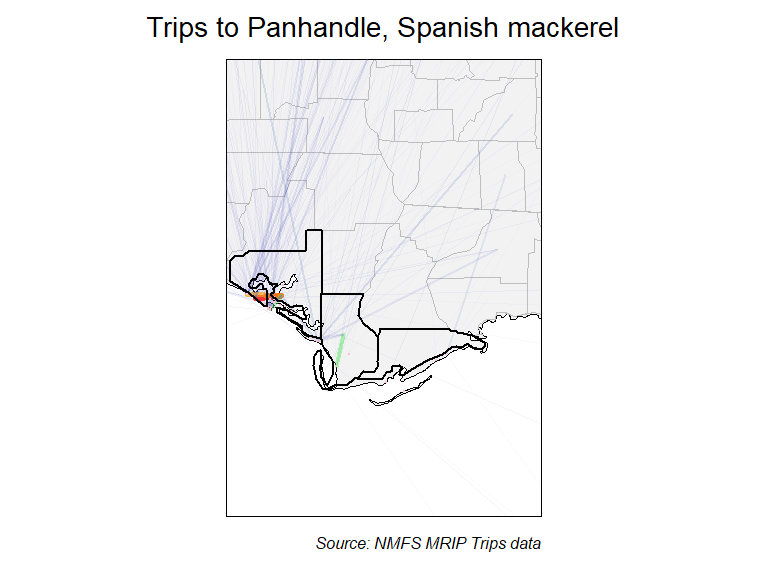 Trips to Panhandle, Spanish mackerel
Source: NMFS MRIP Trips data